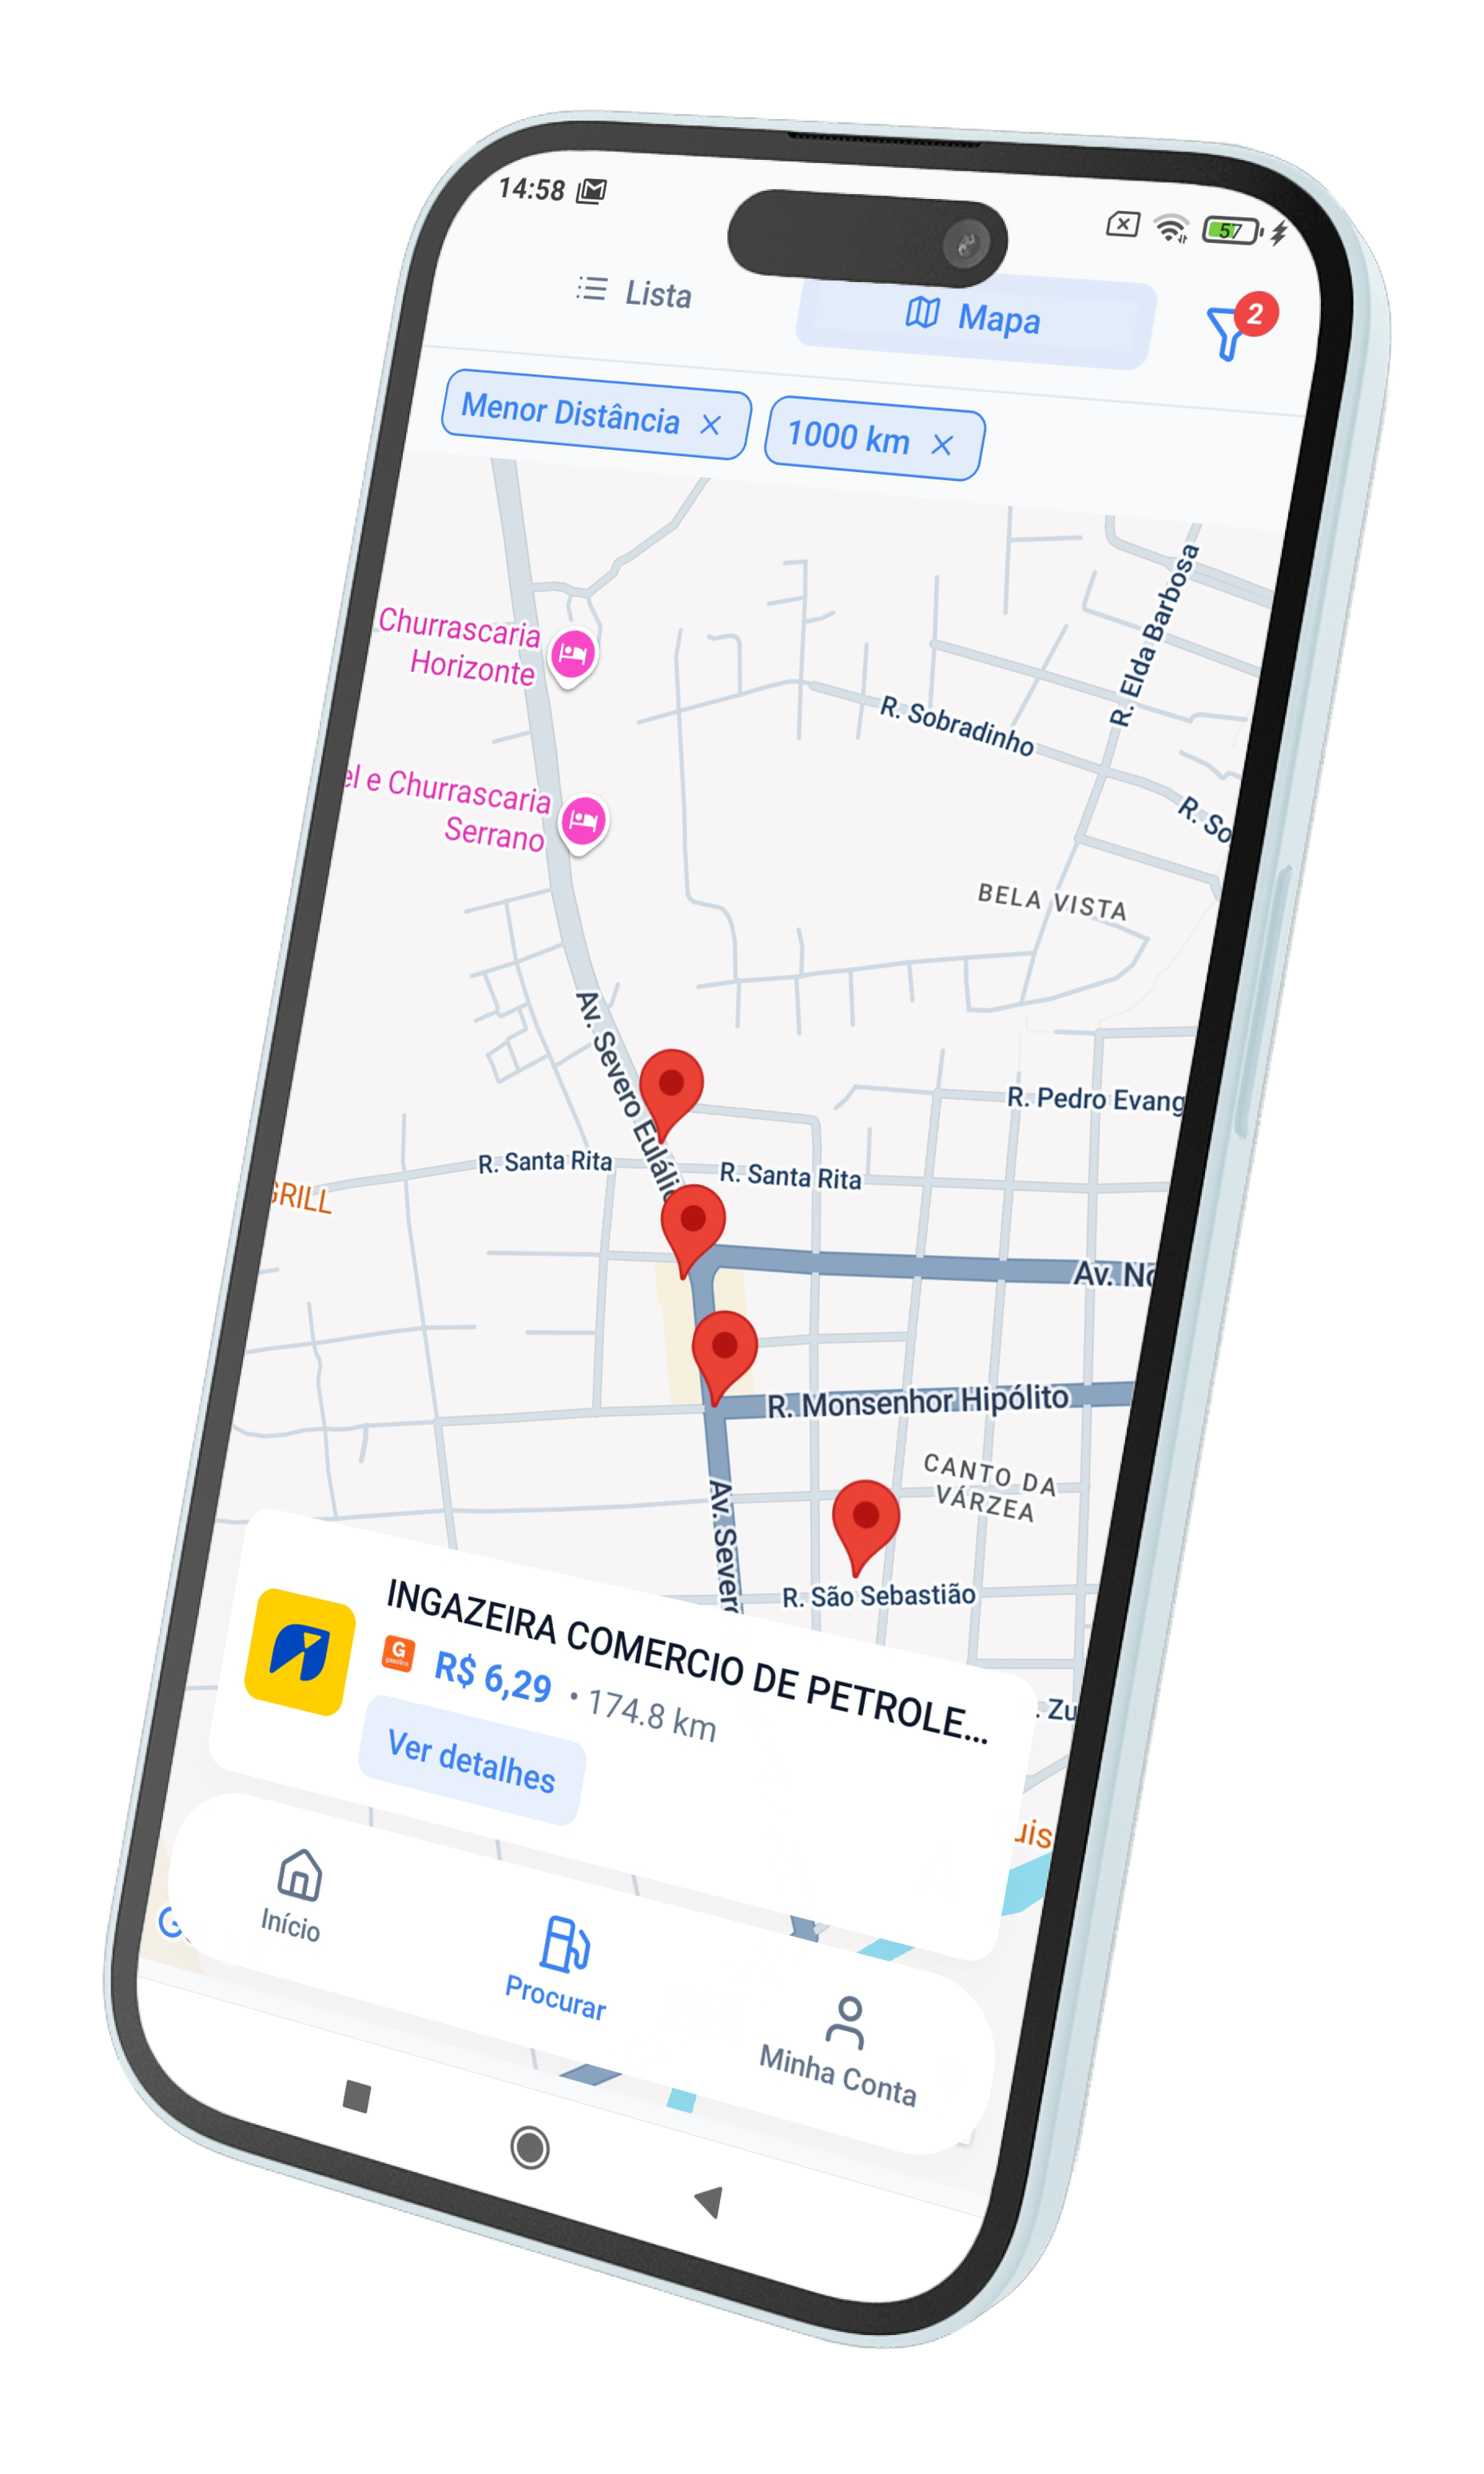 14:58
57
Lista
Mapa
2
Menor Distância
1000 km
R. Elda Barbosa
Churrascaria
Horizonte
R. Sobradinho
el e Churrascaria
Serrano
R. So
BELA VISTA
Av. Severo Eulálio
R. Pedro Evang
R. Santa Rita
R. Santa Rita
GRILL
Av. No
R. Monsenhor Hipólito
CANTO DA
VÁRZEA
Av. Severo
R. São Sebastião
INGAZEIRA COMERCIO DE PETROLE...
G
gasolina
R$ 6,29 • 174.8 km
. Zu
Ver detalhes
uis
Início
G
Procurar
Minha Conta